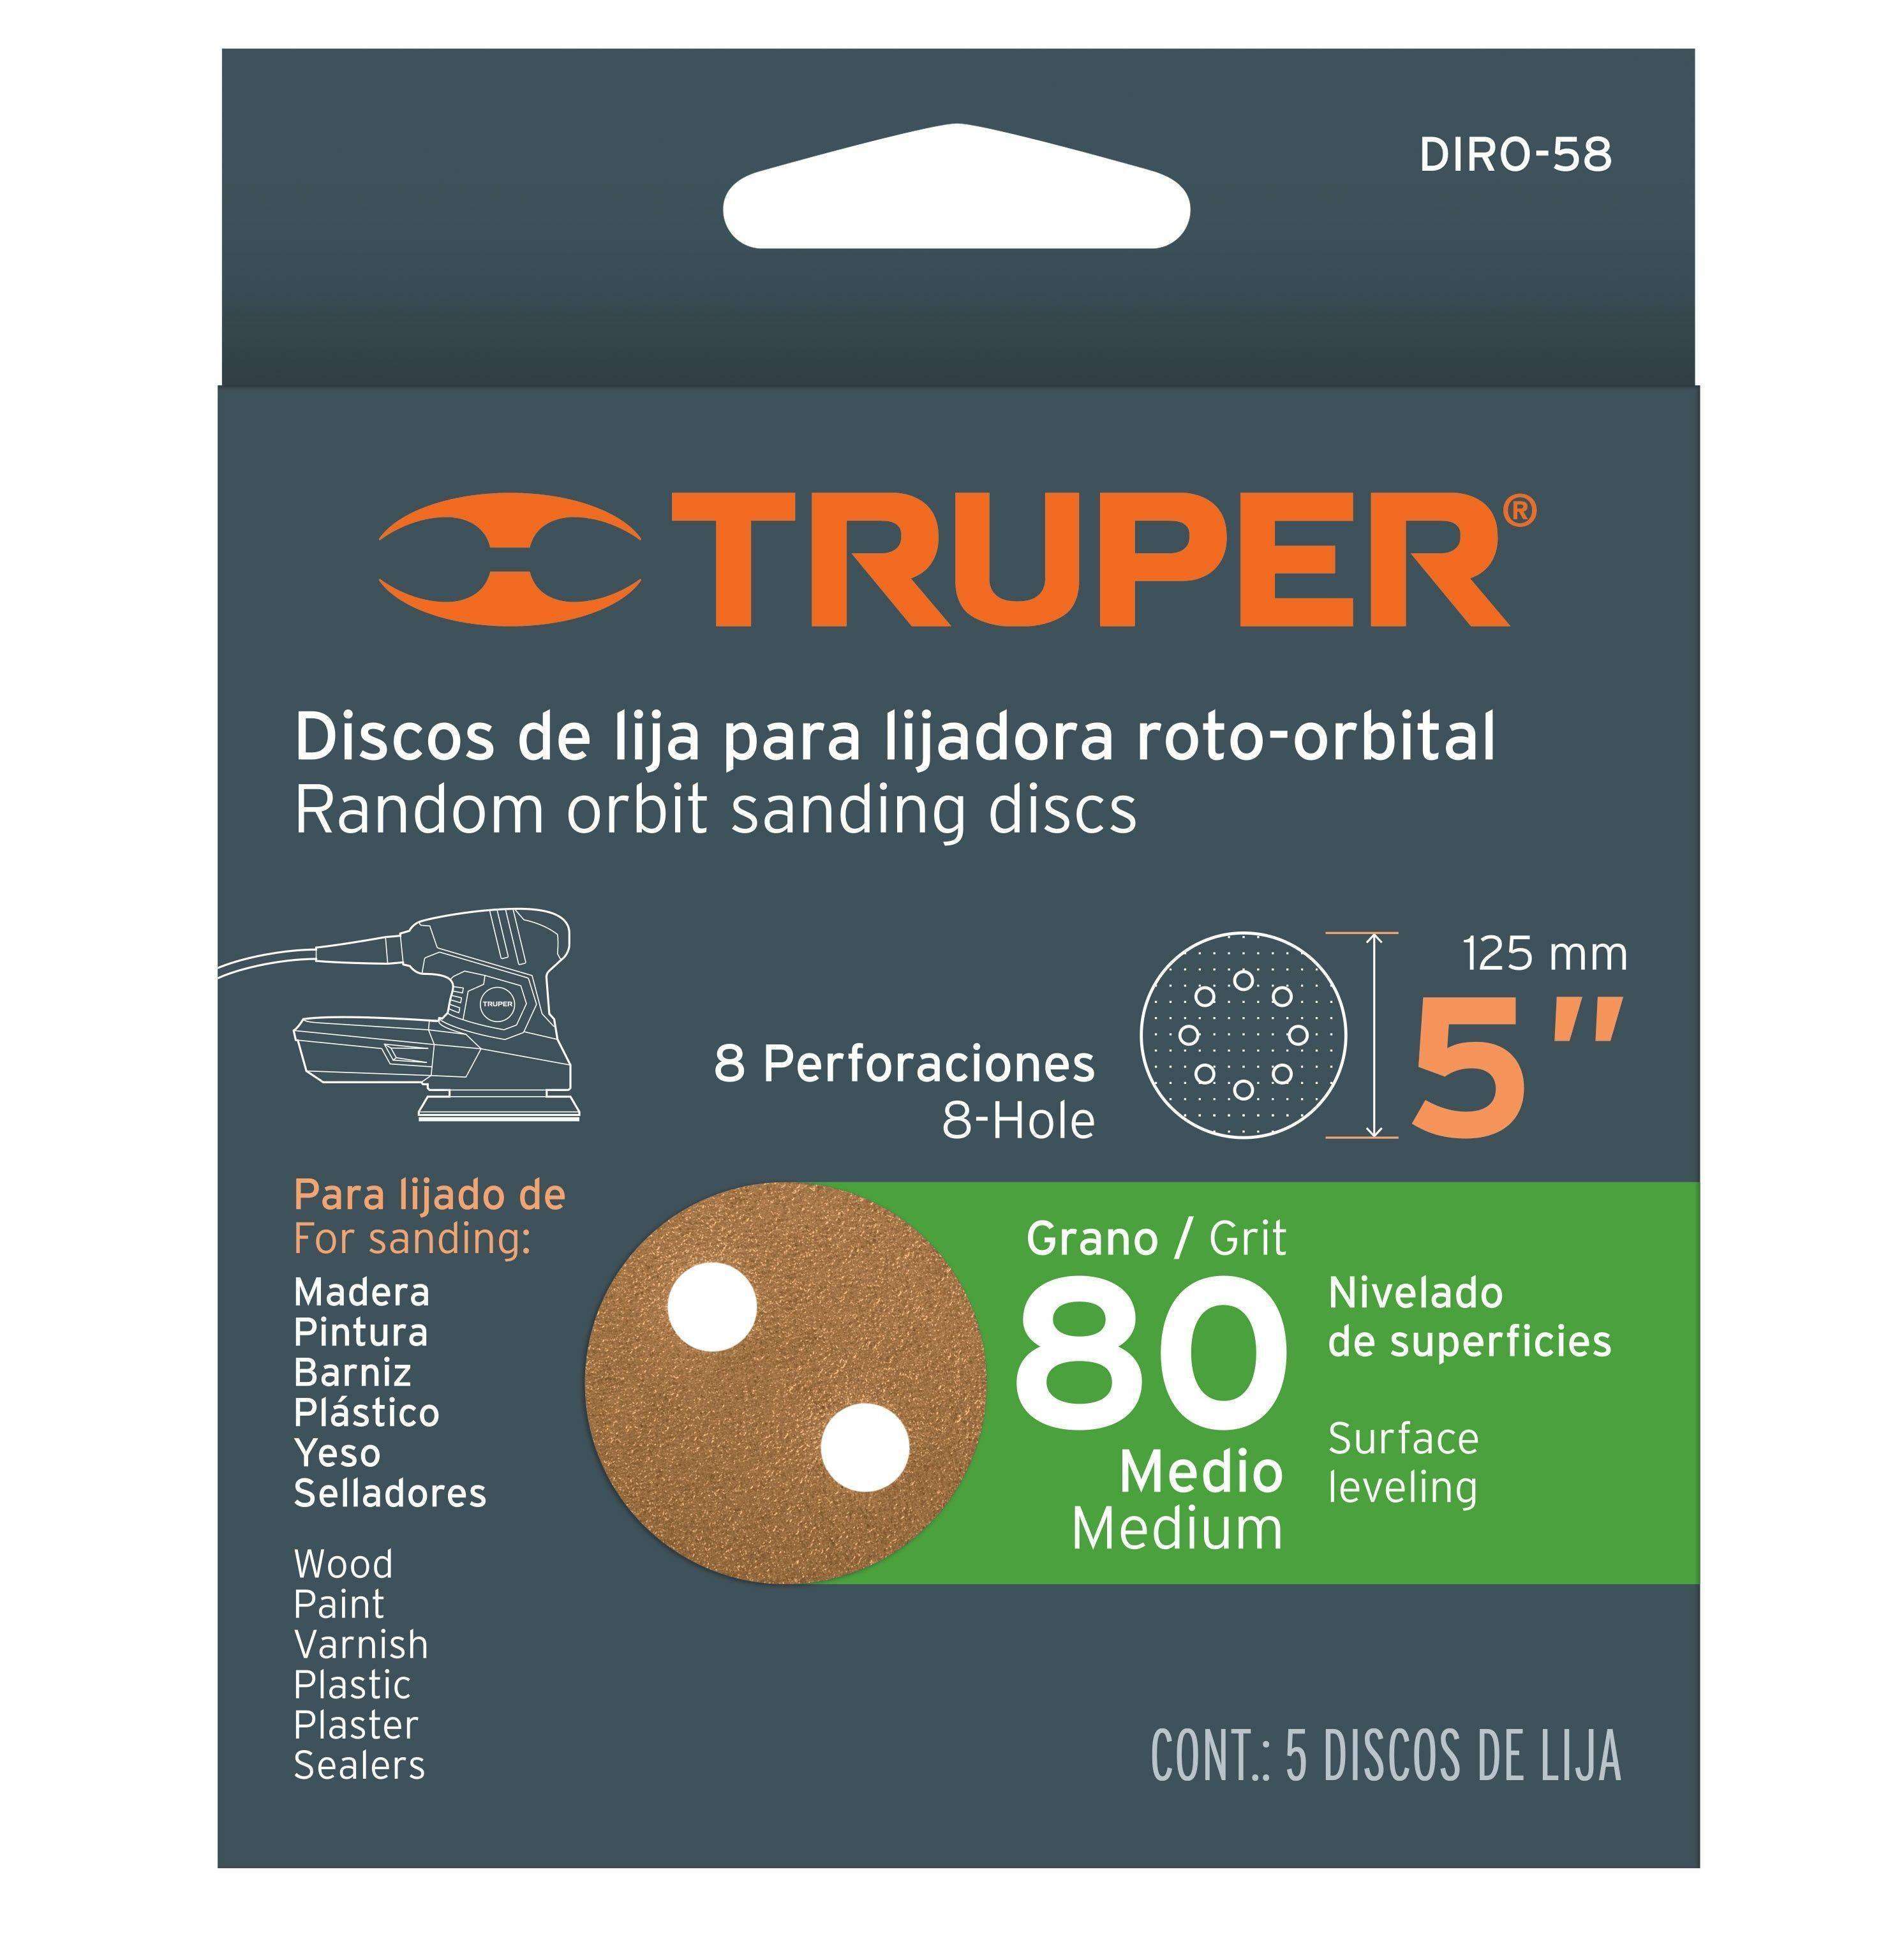 DIRO-58
TRUPER®
Discos de lija para lijadora roto-orbital
Random orbit sanding discs
TRUPER
8 Perforaciones
8-Hole
125 mm
5"
Para lijado de
For sanding:
Madera
Pintura
Barniz
Plástico
Yeso
Selladores
Wood
Paint
Varnish
Plastic
Plaster
Sealers
Grano / Grit
80
Medio
Medium
Nivelado
de superficies
Surface
leveling
CONT.: 5 DISCOS DE LIJA